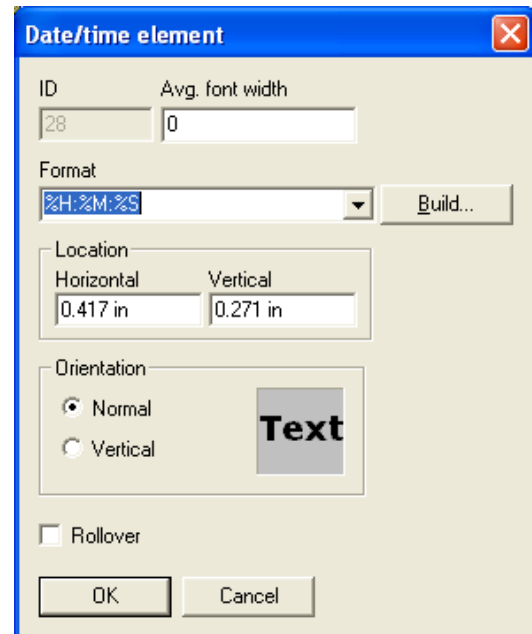 Date/time element
ID Avg. font width
28 0
Format
%H:%M:%S Build...
Location
Horizontal Vertical
0.417 in 0.271 in
Orientation
Normal
Text
Vertical
Rollover
OK Cancel